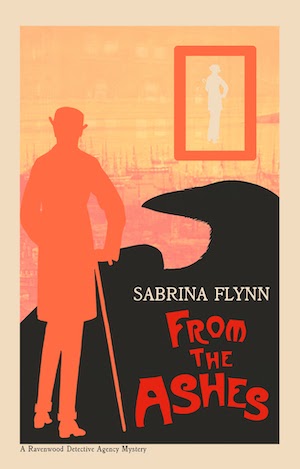 SABRINA FLYNN
FROM
THE
ASHES
A Ravenwood Detective Agency Mystery